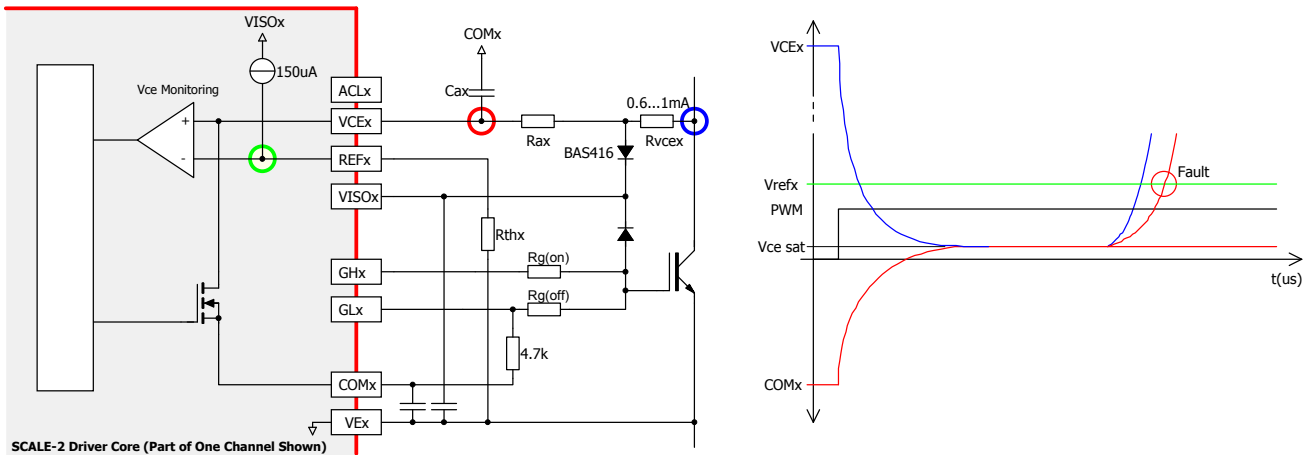 VISOx
150uA
Vce Monitoring
+
-
ACLx
VCEx
REFx
VISOx
GHx
GLx
COMx
VEx
COMx
Cax
0.6...1mA
Rax
Rvcex
BAS416
Rthx
Rg(on)
Rg(off)
4.7k
SCALE-2 Driver Core (Part of One Channel Shown)
VCEx
Vrefx
Fault
PWM
Vce sat
t(us)
COMx